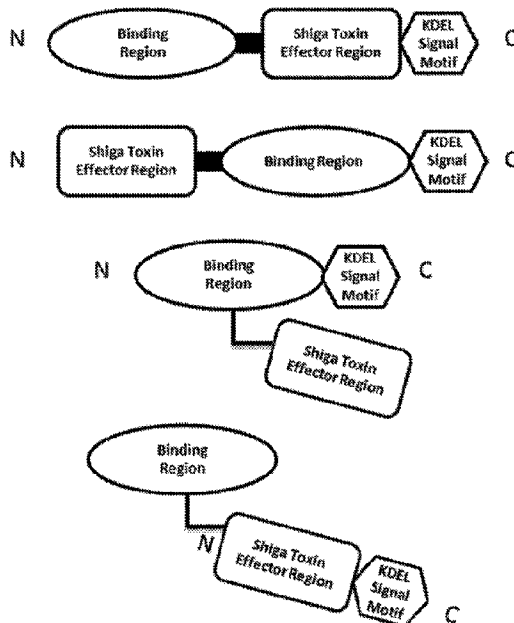 N
Binding
Region
Shiga Toxin
Effector Region
KDEL
Signal
Motif
C
N
Shiga Toxin
Effector Region
Binding Region
KDEL
Signal
Motif
C
N
Binding
Region
KDEL
Signal
Motif
C
Shiga Toxin
Effector Region
Binding
Region
N
Shiga Toxin
Effector Region
KDEL
Signal
Motif
C